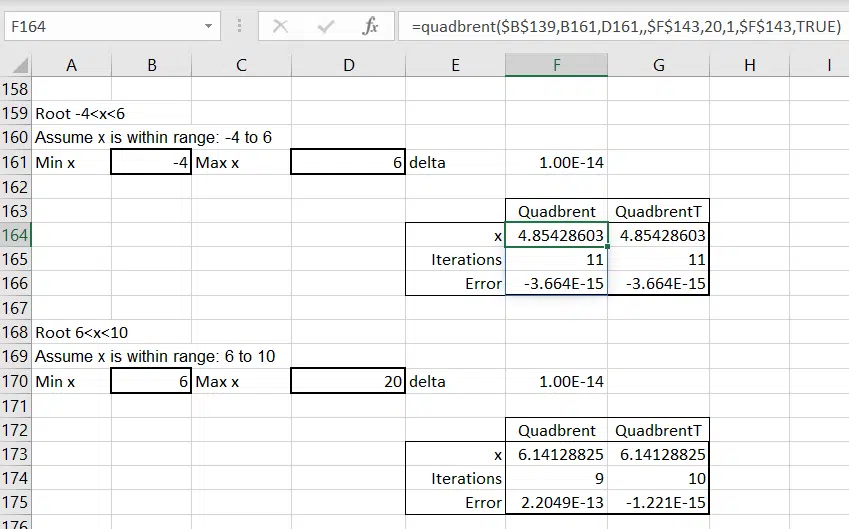 F164 fx =quadbrent($B$139,B161,D161,,$F$143,20,1,$F$143,TRUE)
A B C D E F G H I
158
159 Root -4<x<6
160 Assume x is within range: -4 to 6
161 Min x -4 Max x 6 delta 1.00E-14
162
163 Quadbrent QuadbrentT
164 x 4.85428603 4.85428603
165 Iterations 11 11
166 Error -3.664E-15 -3.664E-15
167
168 Root 6<x<10
169 Assume x is within range: 6 to 10
170 Min x 6 Max x 20 delta 1.00E-14
171
172 Quadbrent QuadbrentT
173 x 6.14128825 6.14128825
174 Iterations 9 10
175 Error 2.2049E-13 -1.221E-15
176